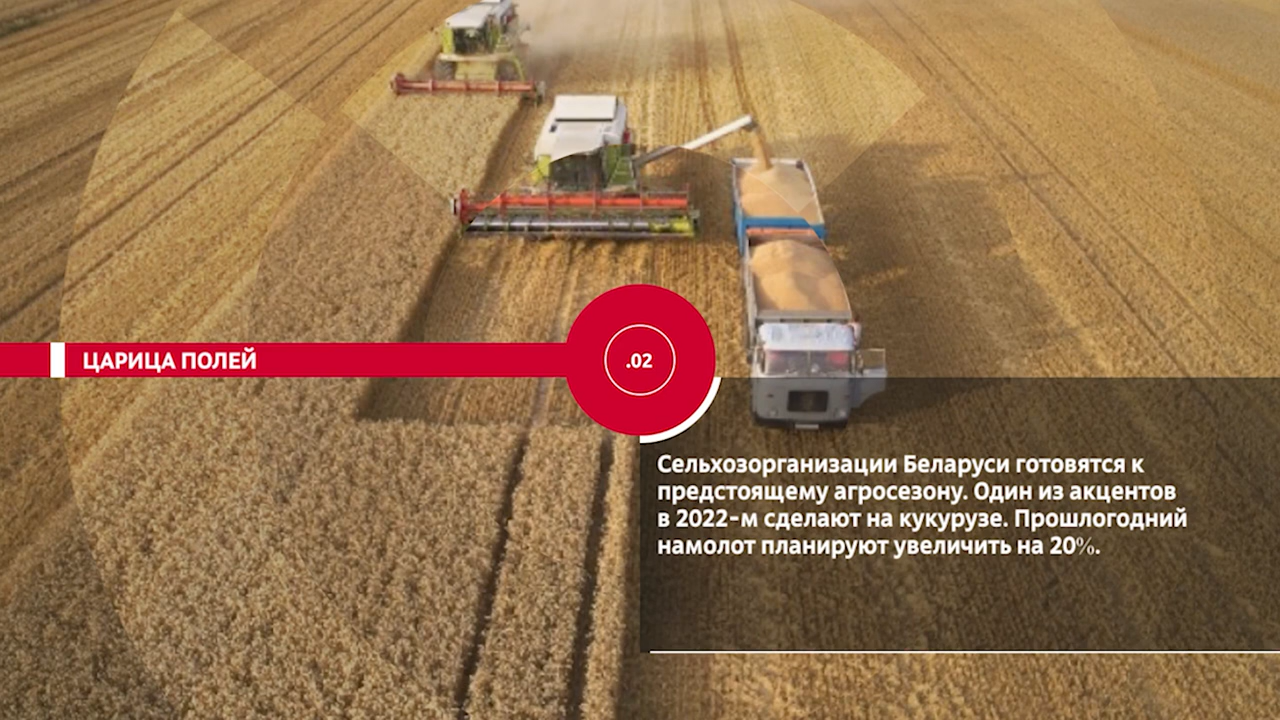 ЦАРИЦА ПОЛЕЙ
.02
Сельхозорганизации Беларуси готовятся к
предстоящему агросезону. Один из акцентов
в 2022-м сделают на кукурузе. Прошлогодний
намолот планируют увеличить на 20%.